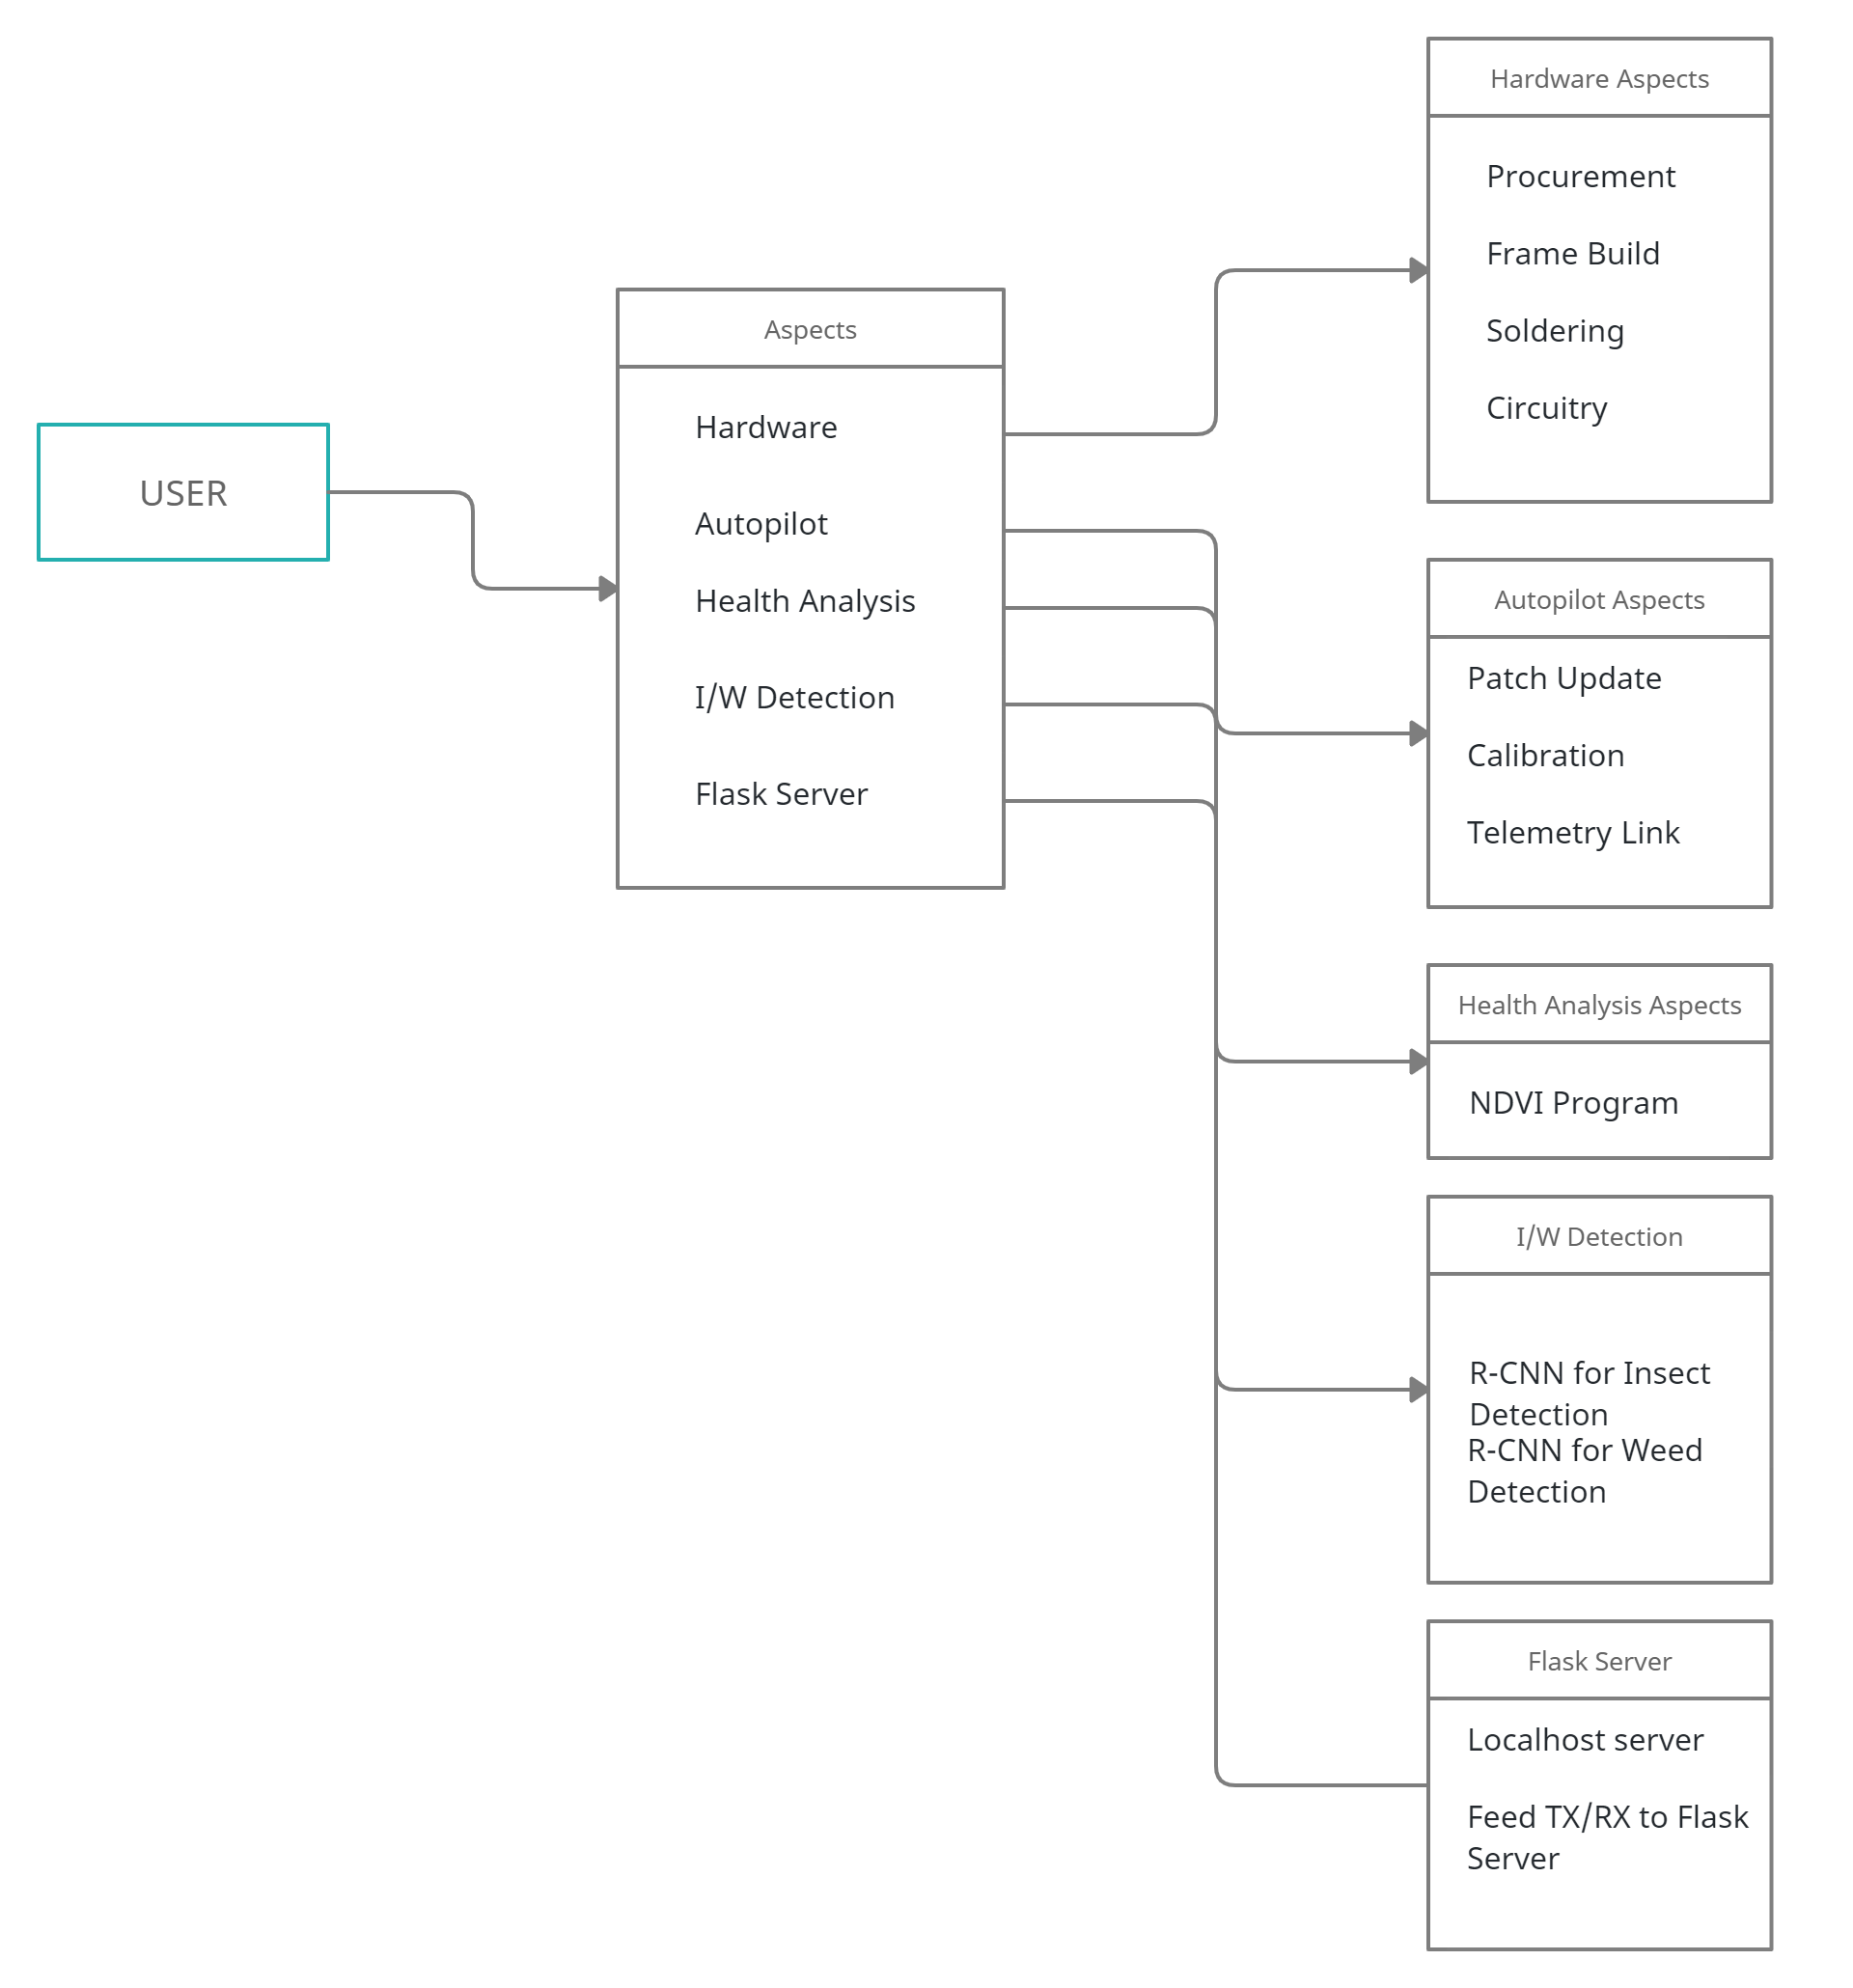 USER
Aspects
Hardware
Autopilot
Health Analysis
I/W Detection
Flask Server
Hardware Aspects
Procurement
Frame Build
Soldering
Circuitry
Autopilot Aspects
Patch Update
Calibration
Telemetry Link
Health Analysis Aspects
NDVI Program
I/W Detection
R-CNN for Insect
Detection
R-CNN for Weed
Detection
Flask Server
Localhost server
Feed TX/RX to Flask
Server